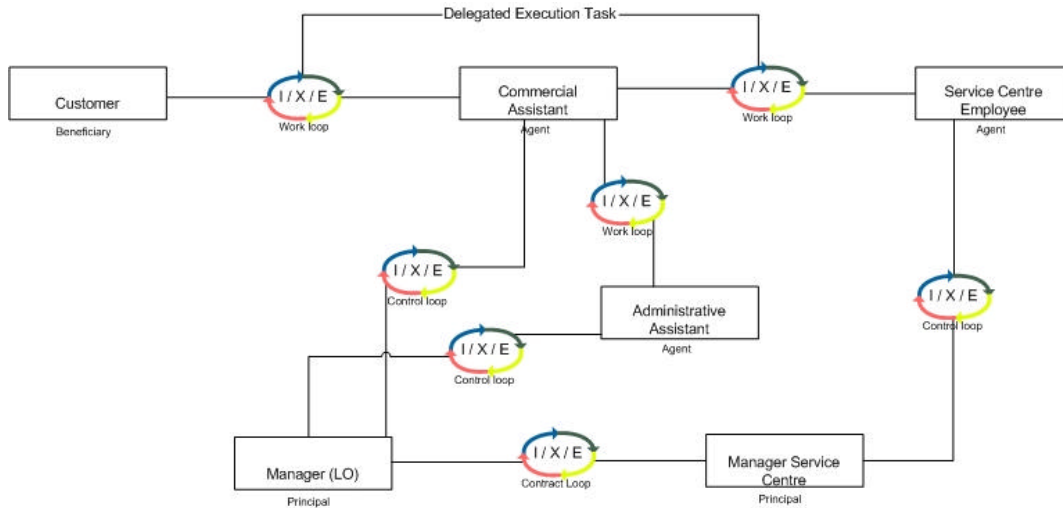 Delegated Execution Task
Customer
Beneficiary
I / X / E
Work loop
Commercial
Assistant
Agent
I / X / E
Work loop
Service Centre
Employee
Agent
I / X / E
Work loop
I / X / E
Control loop
I / X / E
Control loop
Administrative
Assistant
Agent
I / X / E
Control loop
Manager (LO)
Principal
I / X / E
Contract Loop
Manager Service
Centre
Principal